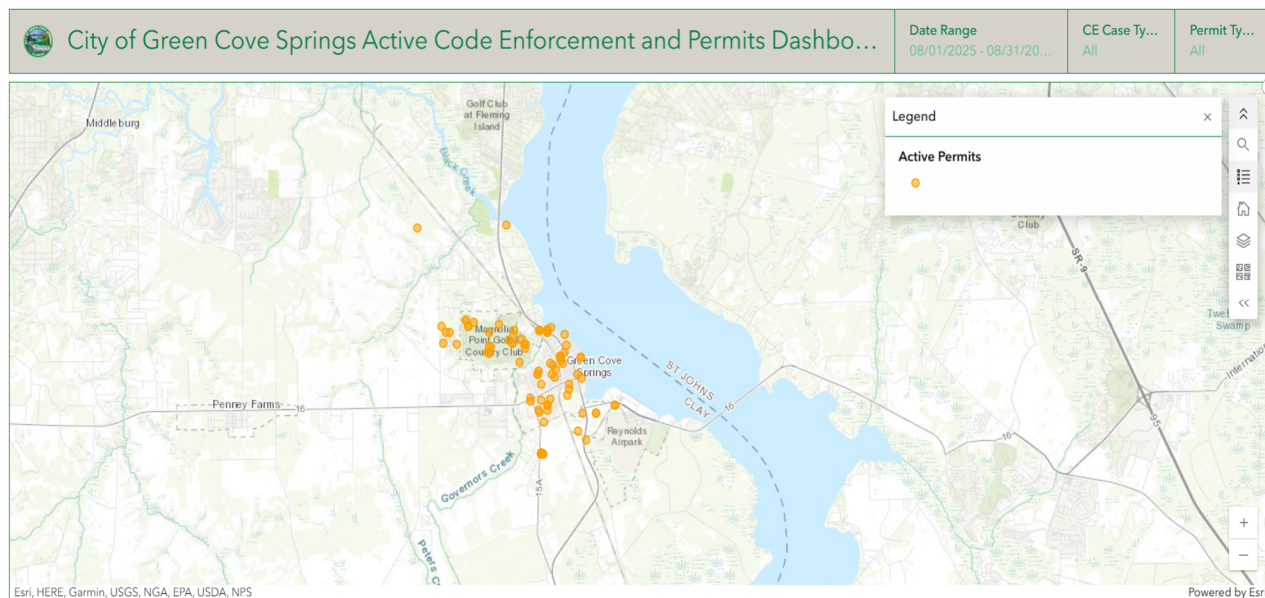 City of Green Cove Springs Active Code Enforcement and Permits Dashbo...
Date Range
08/01/2025 - 08/31/20...
CE Case Ty...
All
Permit Ty...
All
Legend
Active Permits
Middleburg
Golf Club
at Fleming
Island
Black Creek
Club
SR-9
Magnolia
Point Golf
Country Club
Green Cove
Springs
ST JOHNS
CLAY
16
Penney Farms
16
Reynolds
Airpark
16
95
Swamp
Governors Creek
15A
Peters C
Esri, HERE, Garmin, USGS, NGA, EPA, USDA, NPS
Powered by Esr